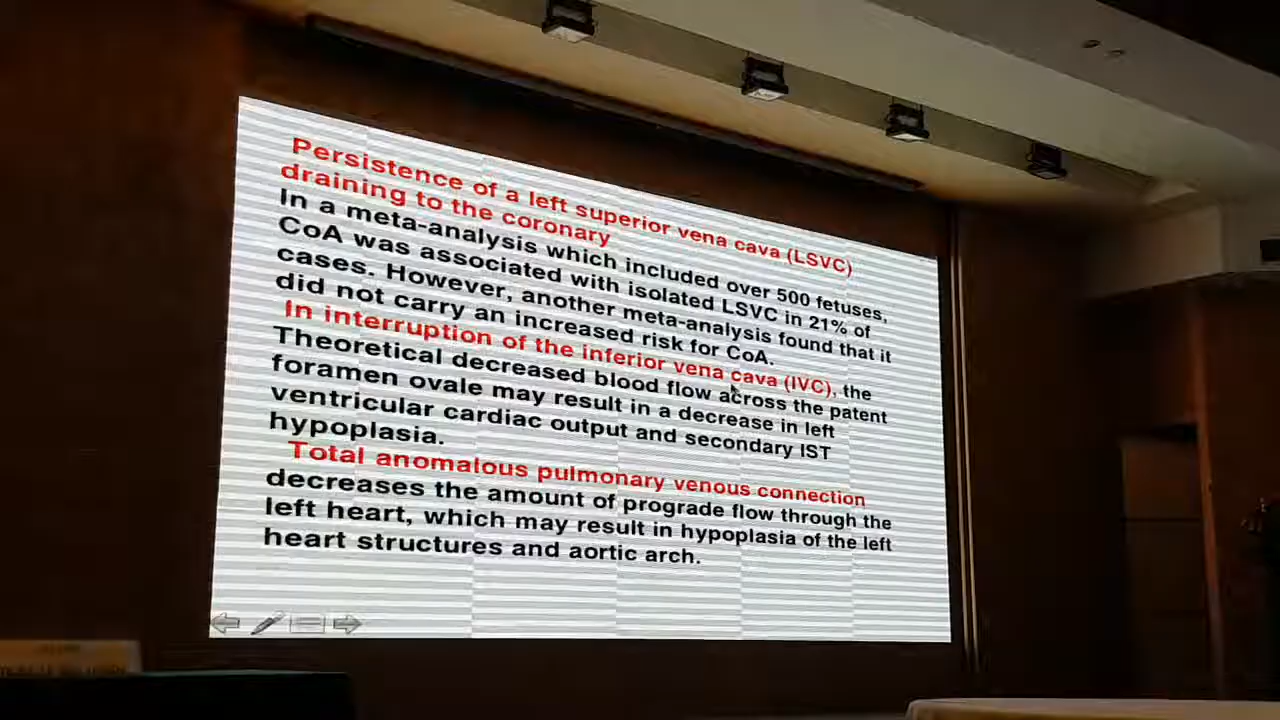 Persistence of a left superior vena cava (LSVC)
draining to the coronary
In a meta-analysis which included over 500 fetuses,
CoA was associated with isolated LSVC in 21% of
cases. However, another meta-analysis found that it
did not carry an increased risk for CoA.
In interruption of the inferior vena cava (IVC), the
Theoretical decreased blood flow across the patent
foramen ovale may result in a decrease in left
ventricular cardiac output and secondary IST
hypoplasia.
Total anomalous pulmonary venous connection
decreases the amount of prograde flow through the
left heart, which may result in hypoplasia of the left
heart structures and aortic arch.